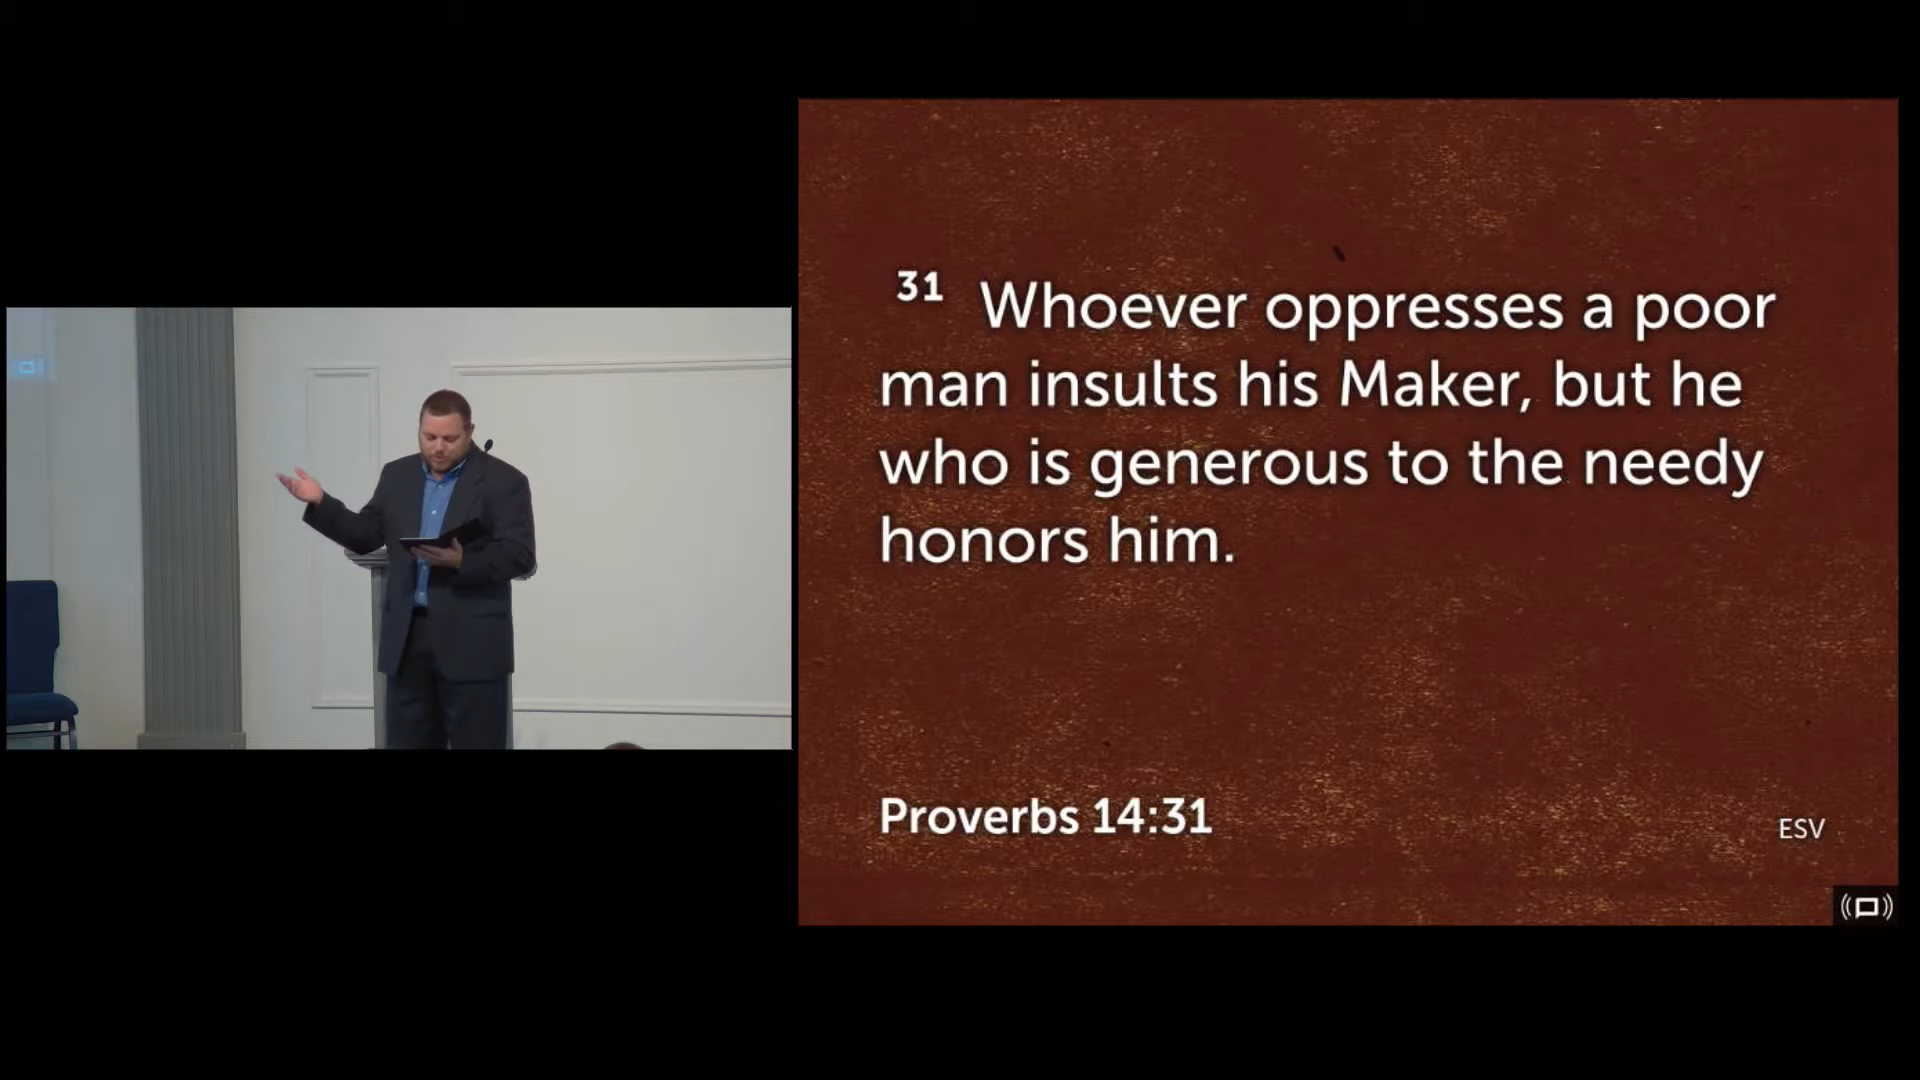 31 Whoever oppresses a poor
man insults his Maker, but he
who is generous to the needy
honors him.
Proverbs 14:31
ESV